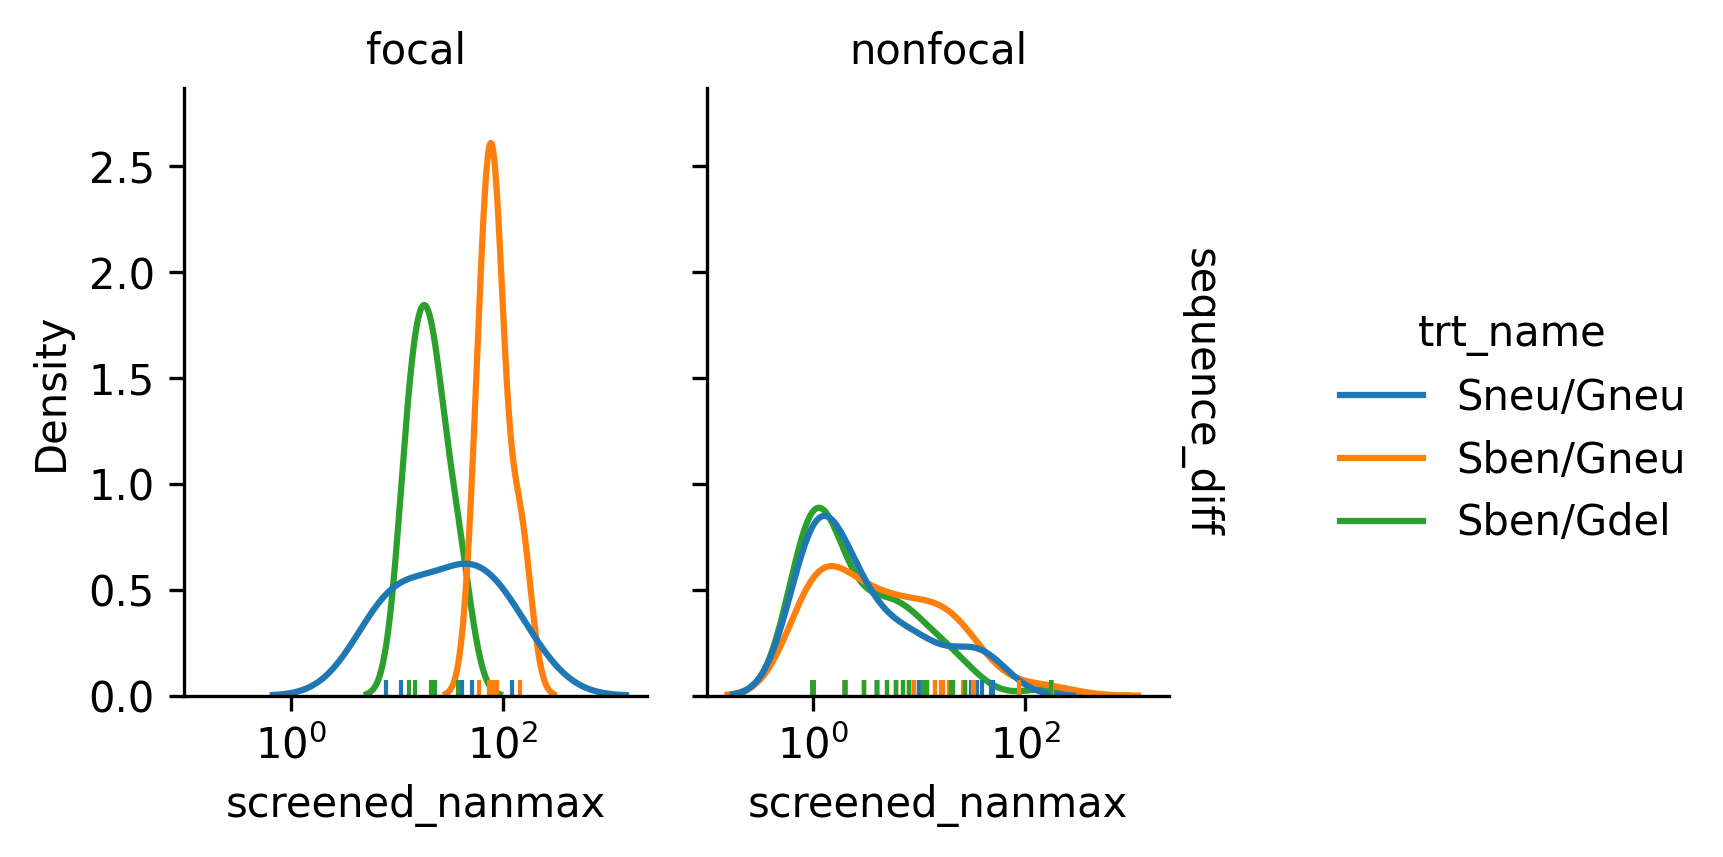 focal
nonfocal
Density
2.5
2.0
1.5
1.0
0.5
0.0
10⁰
10²
10⁰
10²
screened_nanmax
screened_nanmax
sequence_diff
trt_name
Sneu/Gneu
Sben/Gneu
Sben/Gdel